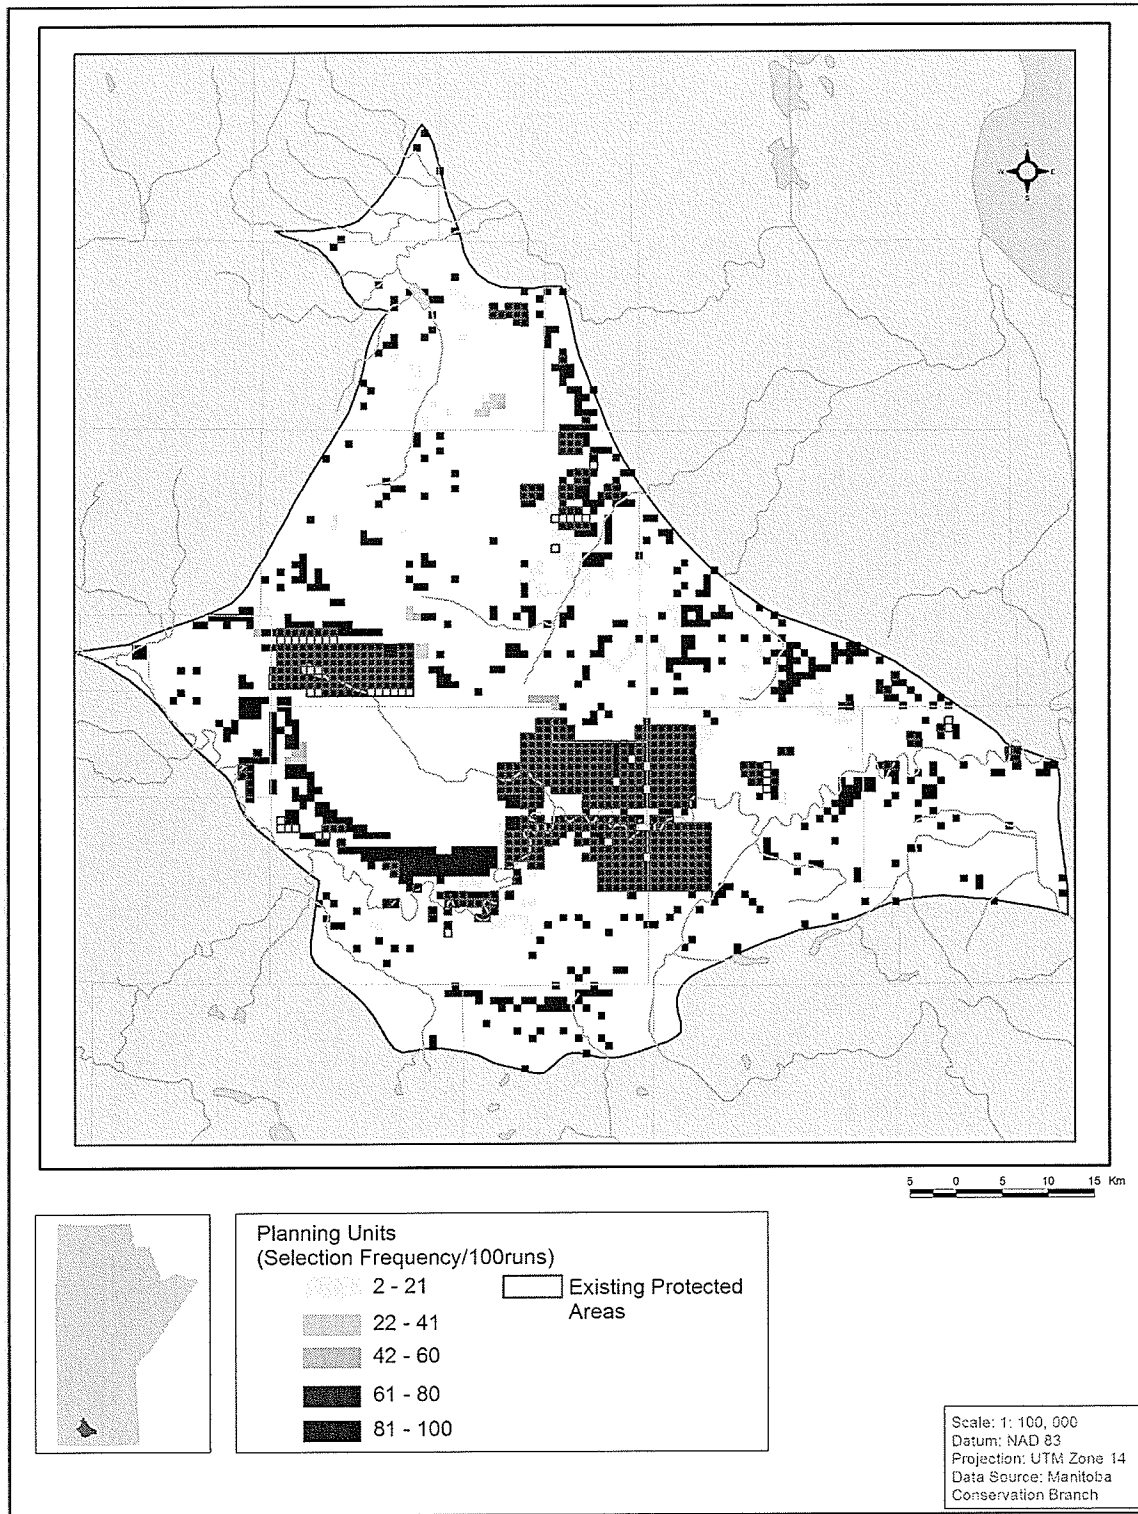 N
W E
S
5 0 5 10 15 Km
Planning Units
(Selection Frequency/100runs)
2 - 21
22 - 41
42 - 60
61 - 80
81 - 100
Existing Protected
Areas
Scale: 1: 100, 000
Datum: NAD 83
Projection: UTM Zone 14
Data Source: Manitoba
Conservation Branch